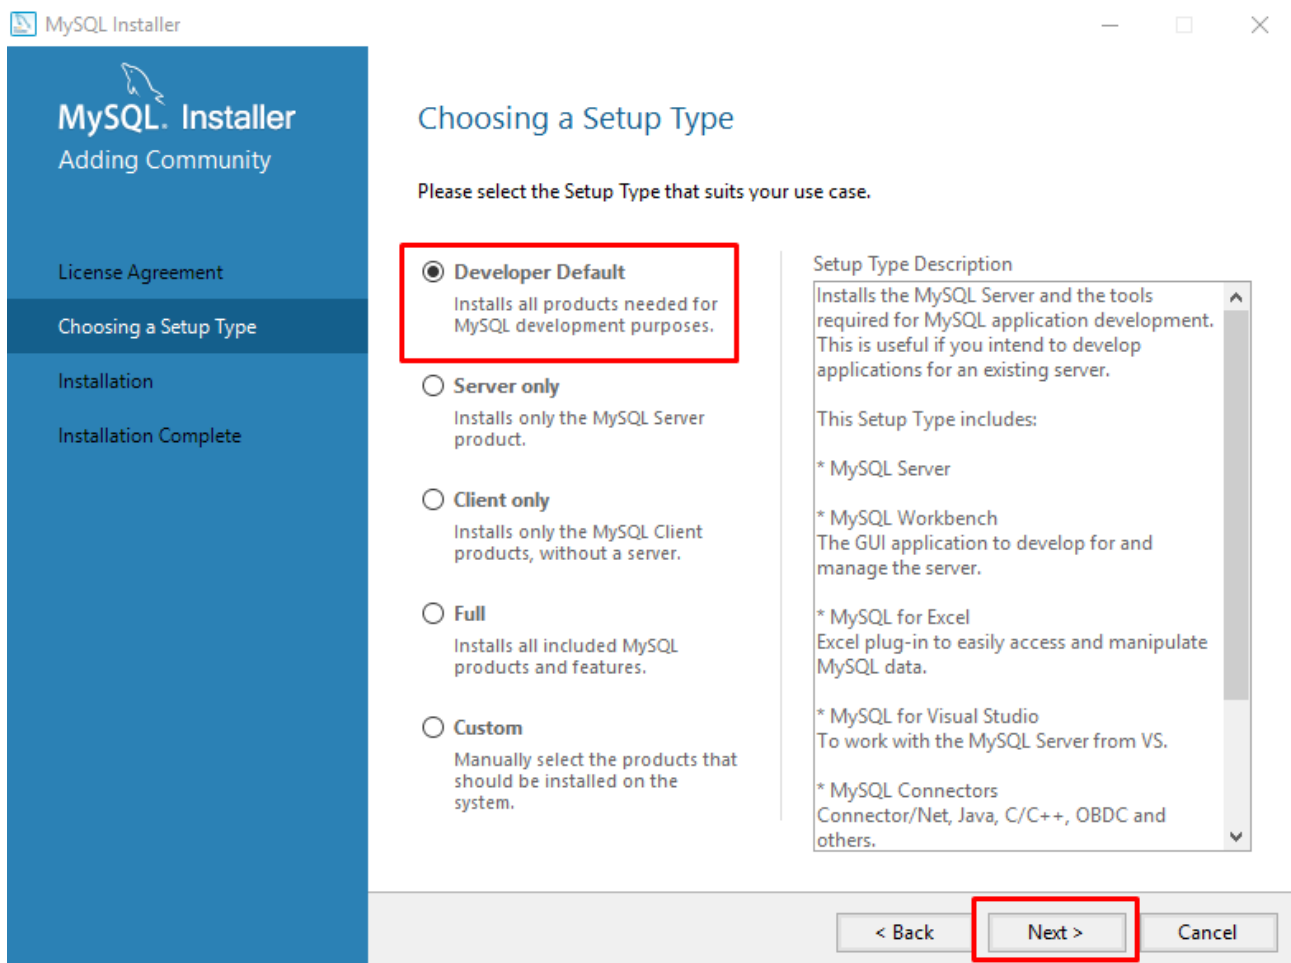 MySQL Installer
MySQL. Installer
Adding Community
License Agreement
Choosing a Setup Type
Installation
Installation Complete
Choosing a Setup Type
Please select the Setup Type that suits your use case.
Developer Default
Installs all products needed for
MySQL development purposes.
Server only
Installs only the MySQL Server
product.
Client only
Installs only the MySQL Client
products, without a server.
Full
Installs all included MySQL
products and features.
Custom
Manually select the products that
should be installed on the
system.
Setup Type Description
Installs the MySQL Server and the tools
required for MySQL application development.
This is useful if you intend to develop
applications for an existing server.
This Setup Type includes:
* MySQL Server
* MySQL Workbench
The GUI application to develop for and
manage the server.
* MySQL for Excel
Excel plug-in to easily access and manipulate
MySQL data.
* MySQL for Visual Studio
To work with the MySQL Server from VS.
* MySQL Connectors
Connector/Net, Java, C/C++, OBDC and
others.
< Back
Next >
Cancel